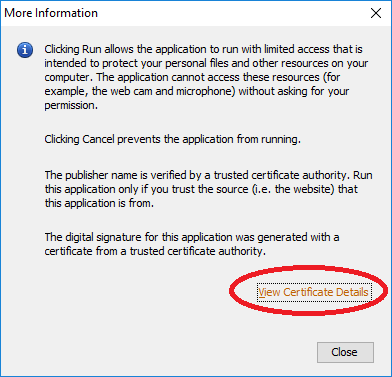 More Information
Clicking Run allows the application to run with limited access that is
intended to protect your personal files and other resources on your
computer. The application cannot access these resources (for
example, the web cam and microphone) without asking for your
permission.
Clicking Cancel prevents the application from running.
The publisher name is verified by a trusted certificate authority. Run
this application only if you trust the source (i.e. the website) that
this application is from.
The digital signature for this application was generated with a
certificate from a trusted certificate authority.
View Certificate Details
Close